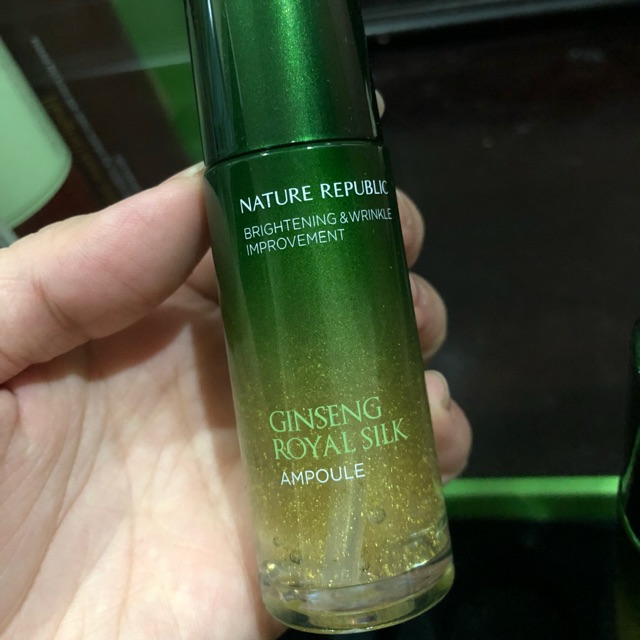 NATURE REPUBLIC
BRIGHTENING & WRINKLE
IMPROVEMENT
GINSENG
ROYAL SILK
AMPOULE